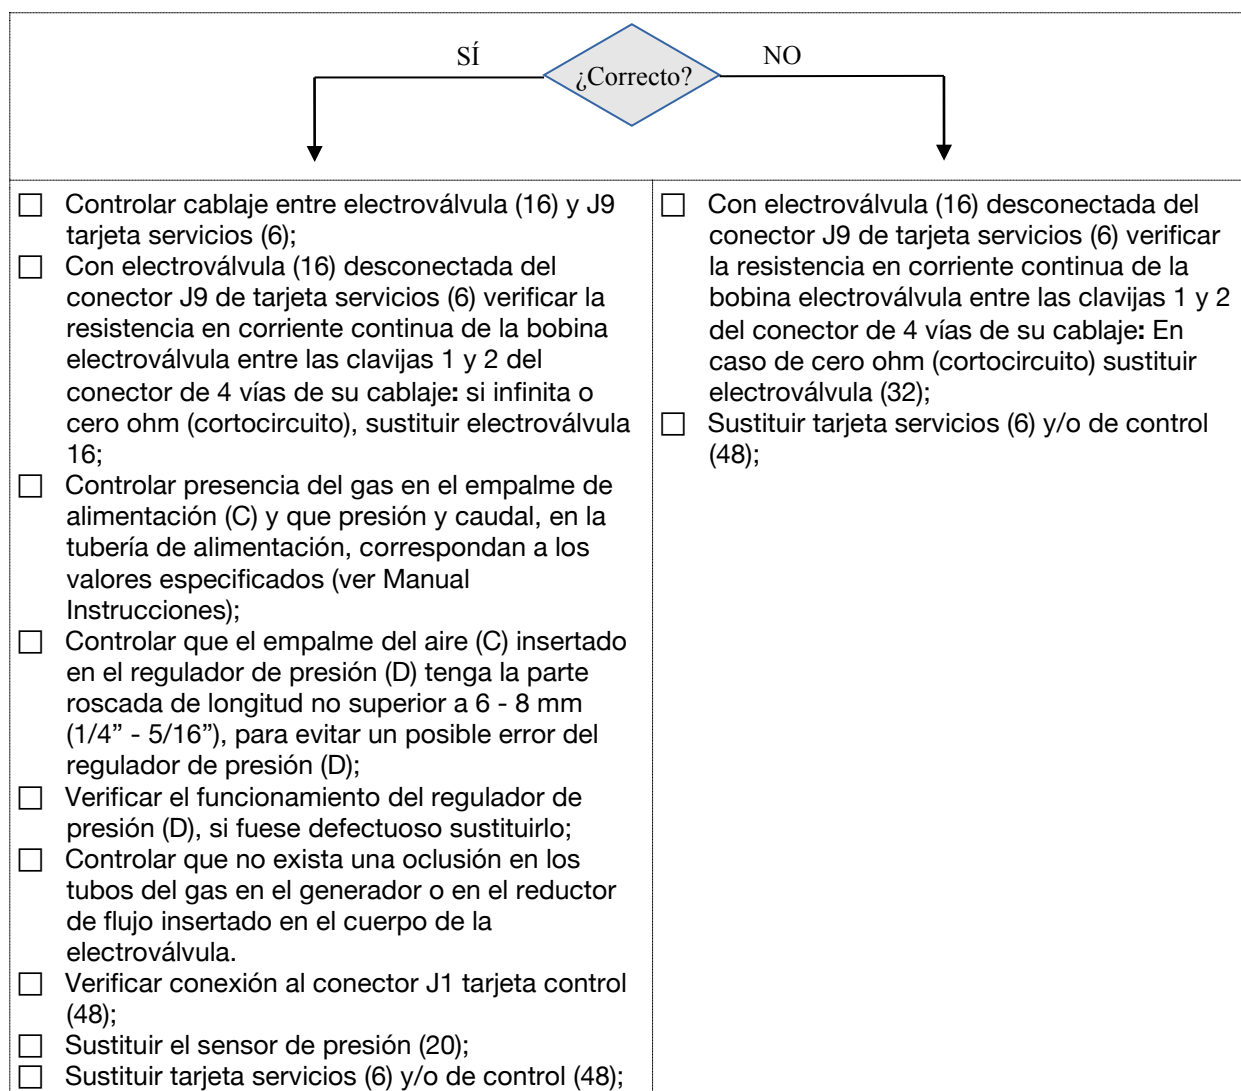 SÍ
¿Correcto?
NO
Controlar cablaje entre electroválvula (16) y J9
tarjeta servicios (6);
Con electroválvula (16) desconectada del
conector J9 de tarjeta servicios (6) verificar la
resistencia en corriente continua de la bobina
electroválvula entre las clavijas 1 y 2 del
conector de 4 vías de su cablaje: si infinita o
cero ohm (cortocircuito), sustituir electroválvula
16;
Controlar presencia del gas en el empalme de
alimentación (C) y que presión y caudal, en la
tubería de alimentación, correspondan a los
valores especificados (ver Manual
Instrucciones);
Controlar que el empalme del aire (C) insertado
en el regulador de presión (D) tenga la parte
roscada de longitud no superior a 6 - 8 mm
(1/4” - 5/16”), para evitar un posible error del
regulador de presión (D);
Verificar el funcionamiento del regulador de
presión (D), si fuese defectuoso sustituirlo;
Controlar que no exista una oclusión en los
tubos del gas en el generador o en el reductor
de flujo insertado en el cuerpo de la
electroválvula.
Verificar conexión al conector J1 tarjeta control
(48);
Sustituir el sensor de presión (20);
Sustituir tarjeta servicios (6) y/o de control (48);
Con electroválvula (16) desconectada del
conector J9 de tarjeta servicios (6) verificar
la resistencia en corriente continua de la
bobina electroválvula entre las clavijas 1 y 2
del conector de 4 vías de su cablaje: En
caso de cero ohm (cortocircuito) sustituir
electroválvula (32);
Sustituir tarjeta servicios (6) y/o de control
(48);